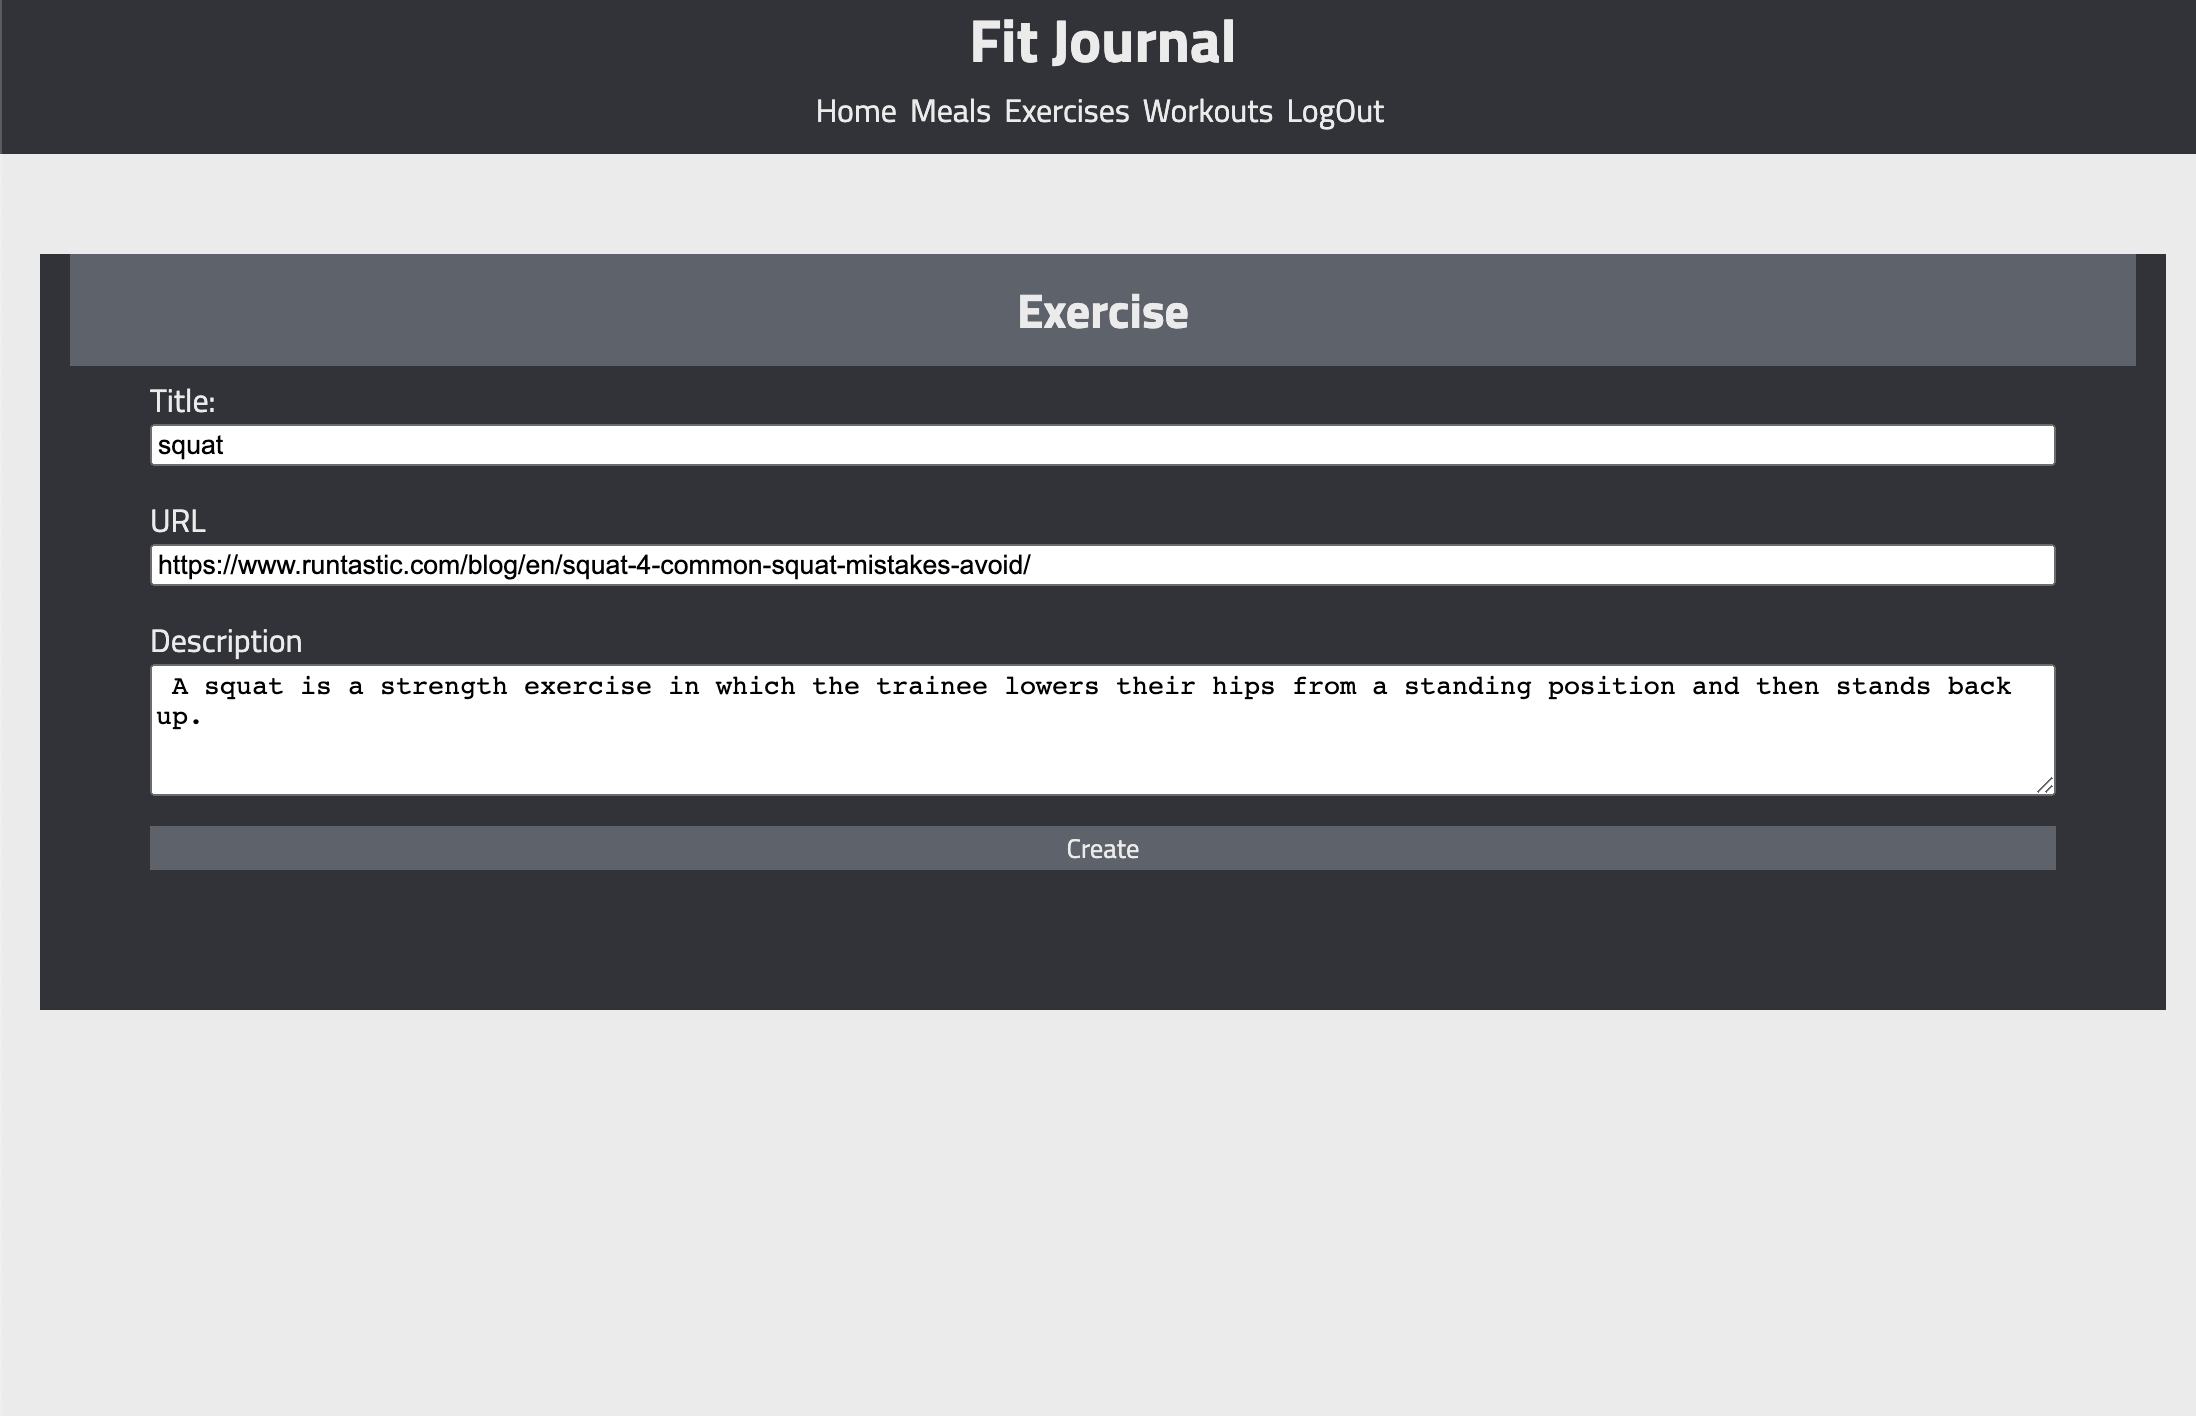 Fit Journal
Home Meals Exercises Workouts LogOut
Exercise
Title:
squat
URL
https://www.runtastic.com/blog/en/squat-4-common-squat-mistakes-avoid/
Description
A squat is a strength exercise in which the trainee lowers their hips from a standing position and then stands back
up.
Create